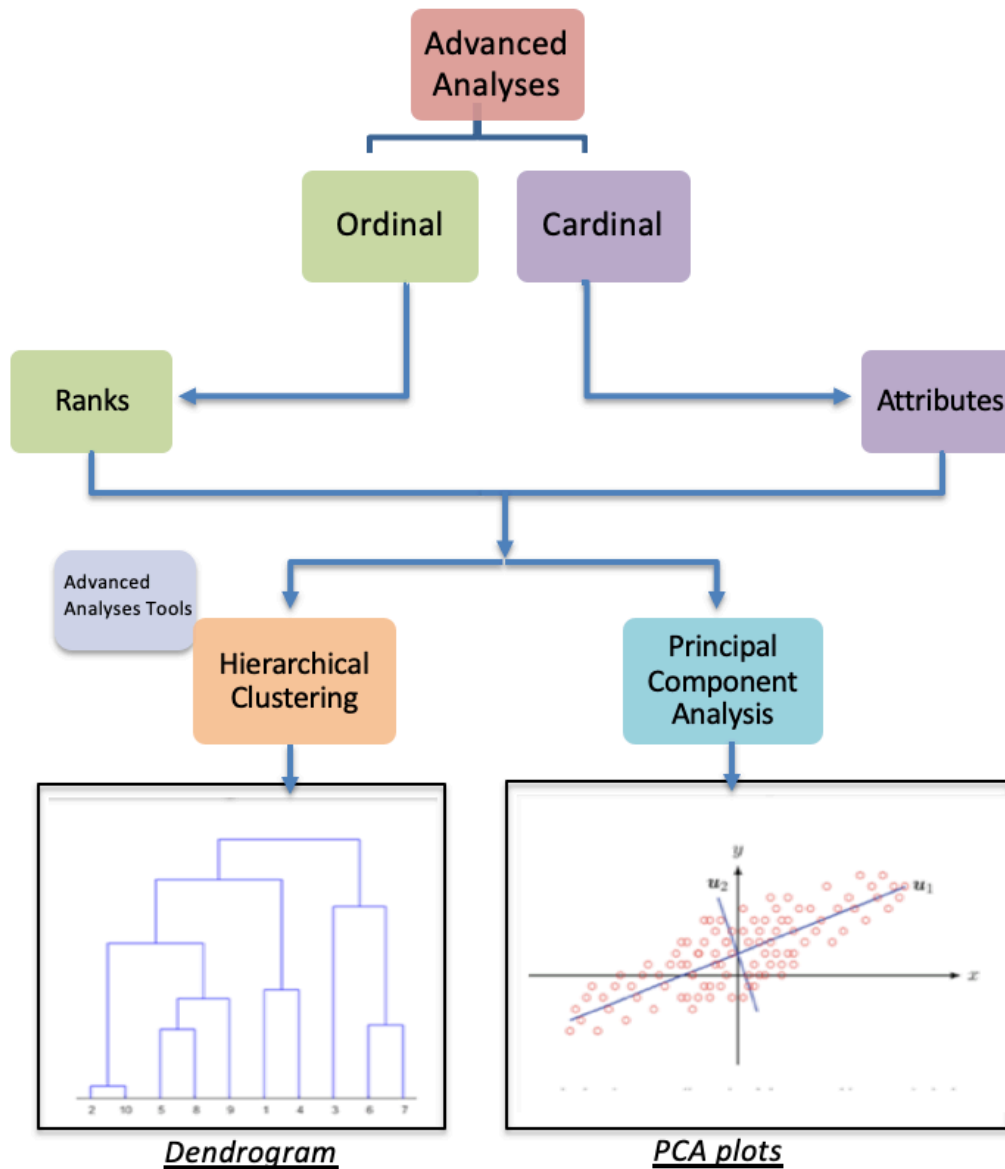 Advanced
Analyses
Ordinal
Cardinal
Ranks
Attributes
Advanced
Analyses Tools
Hierarchical
Clustering
Principal
Component
Analysis
2 10 5 8 9 1 4 3 6 7
y
u2
u1
x
Dendrogram
PCA plots